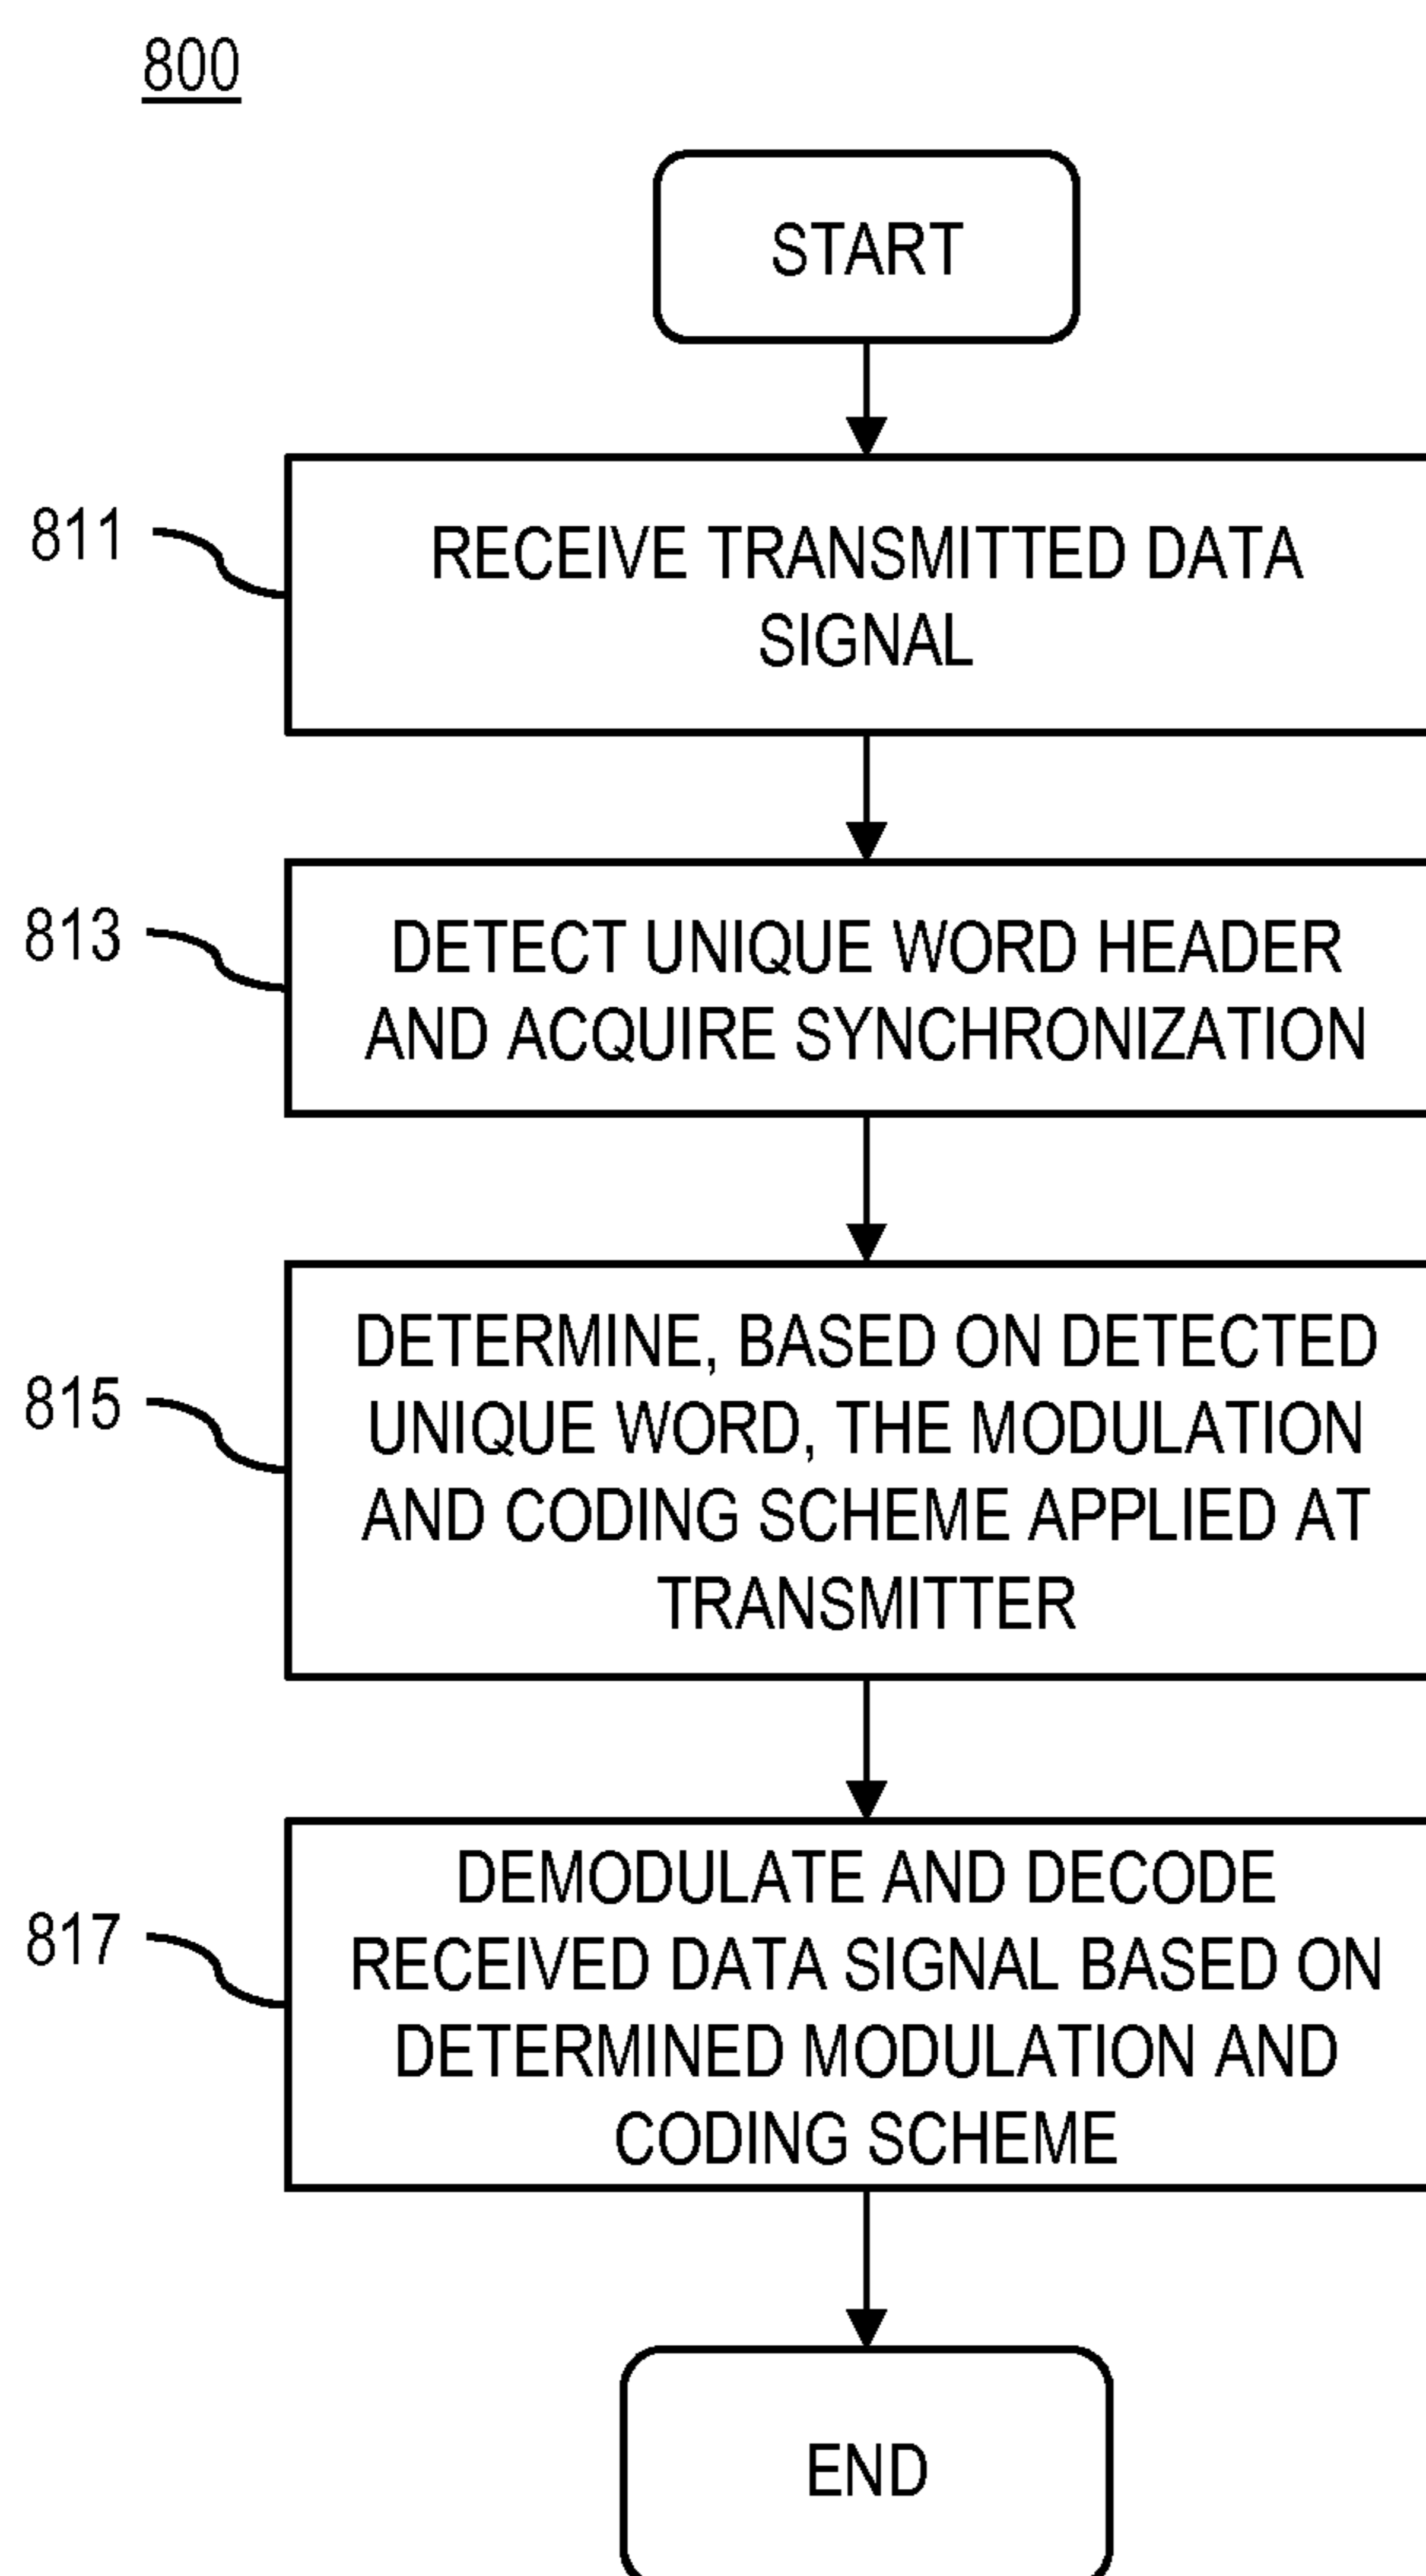 800
START
811
RECEIVE TRANSMITTED DATA
SIGNAL
813
DETECT UNIQUE WORD HEADER
AND ACQUIRE SYNCHRONIZATION
815
DETERMINE, BASED ON DETECTED
UNIQUE WORD, THE MODULATION
AND CODING SCHEME APPLIED AT
TRANSMITTER
817
DEMODULATE AND DECODE
RECEIVED DATA SIGNAL BASED ON
DETERMINED MODULATION AND
CODING SCHEME
END